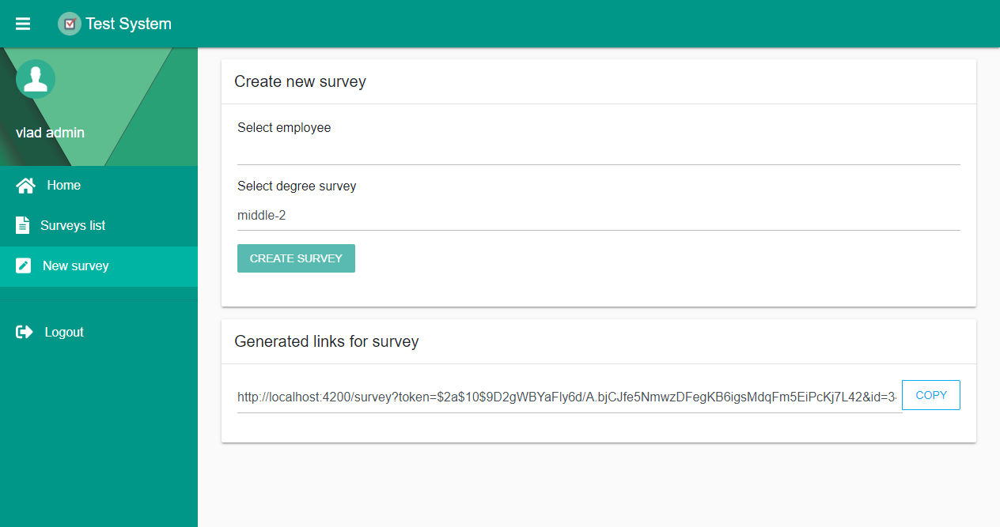 Test System
vlad admin
Home
Surveys list
New survey
Logout
Create new survey
Select employee
Select degree survey
middle-2
CREATE SURVEY
Generated links for survey
http://localhost:4200/survey?token=$2a$10$9D2gWBYaFly6d/A.bjCJfe5NmwzDFegKB6igsMdqFm5EiPcKj7L42&id=3
COPY